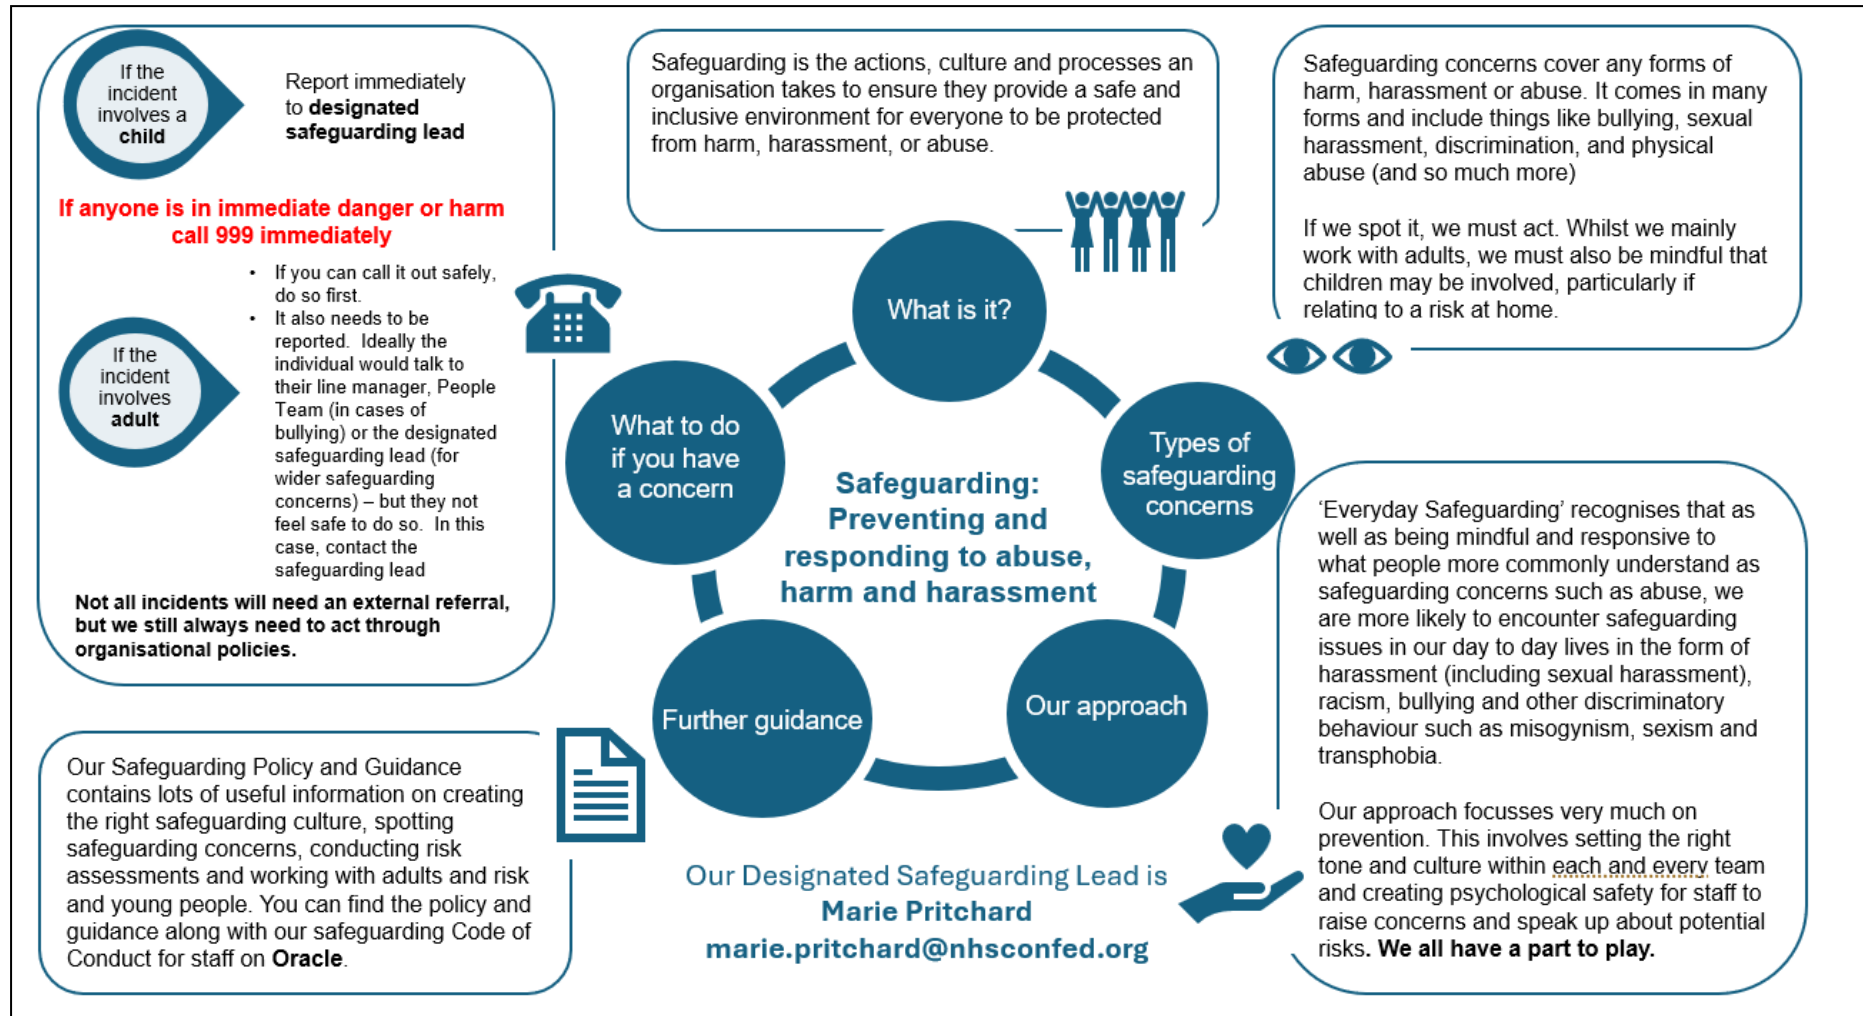 If the
incident
involves a
child
Report immediately
to designated
safeguarding lead
If anyone is in immediate danger or harm
call 999 immediately
If the
incident
involves
adult
• If you can call it out safely,
do so first.
• It also needs to be
reported. Ideally the
individual would talk to
their line manager, People
Team (in cases of
bullying) or the designated
safeguarding lead (for
wider safeguarding
concerns) – but they not
feel safe to do so. In this
case, contact the
safeguarding lead
Not all incidents will need an external referral,
but we still always need to act through
organisational policies.
Safeguarding is the actions, culture and processes an
organisation takes to ensure they provide a safe and
inclusive environment for everyone to be protected
from harm, harassment, or abuse.
Safeguarding concerns cover any forms of
harm, harassment or abuse. It comes in many
forms and include things like bullying, sexual
harassment, discrimination, and physical
abuse (and so much more)
If we spot it, we must act. Whilst we mainly
work with adults, we must also be mindful that
children may be involved, particularly if
relating to a risk at home.
What is it?
What to do
if you have
a concern
Types of
safeguarding
concerns
Safeguarding:
Preventing and
responding to abuse,
harm and harassment
Further guidance
Our approach
‘Everyday Safeguarding’ recognises that as
well as being mindful and responsive to
what people more commonly understand as
safeguarding concerns such as abuse, we
are more likely to encounter safeguarding
issues in our day to day lives in the form of
harassment (including sexual harassment),
racism, bullying and other discriminatory
behaviour such as misogynism, sexism and
transphobia.
Our approach focusses very much on
prevention. This involves setting the right
tone and culture within each and every team
and creating psychological safety for staff to
raise concerns and speak up about potential
risks. We all have a part to play.
Our Safeguarding Policy and Guidance
contains lots of useful information on creating
the right safeguarding culture, spotting
safeguarding concerns, conducting risk
assessments and working with adults and risk
and young people. You can find the policy and
guidance along with our safeguarding Code of
Conduct for staff on Oracle.
Our Designated Safeguarding Lead is
Marie Pritchard
marie.pritchard@nhsconfed.org